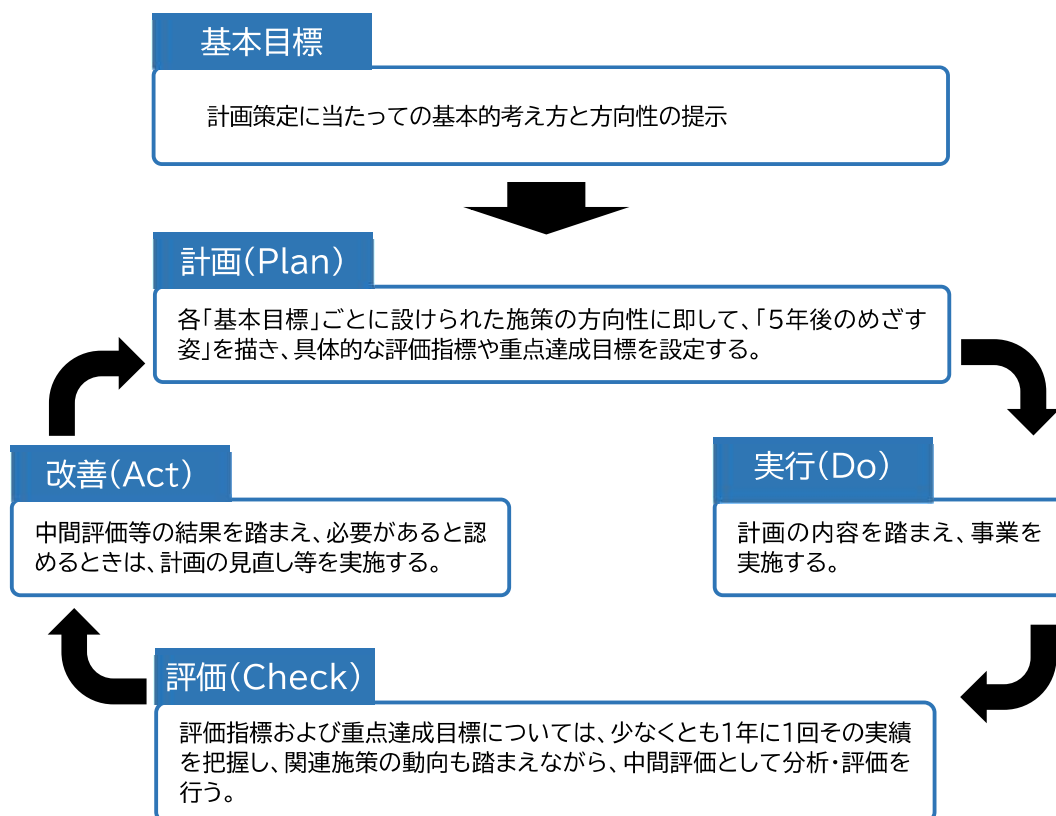 基本目標
計画策定に当たっての基本的考え方と方向性の提示
計画(Plan)
各「基本目標」ごとに設けられた施策の方向性に即して、「5年後のめざす
姿」を描き、具体的な評価指標や重点達成目標を設定する。
改善(Act)
中間評価等の結果を踏まえ、必要があると認
めるときは、計画の見直し等を実施する。
実行(Do)
計画の内容を踏まえ、事業を
実施する。
評価(Check)
評価指標および重点達成目標については、少なくとも1年に1回その実績
を把握し、関連施策の動向も踏まえながら、中間評価として分析・評価を
行う。